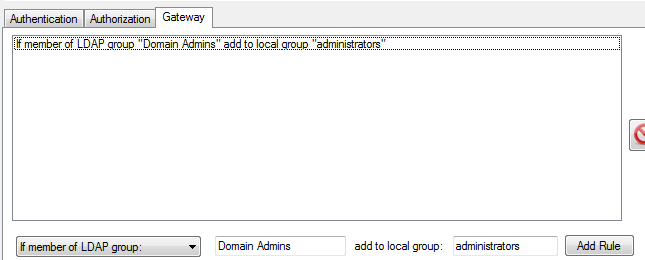 Authentication Authorization Gateway
If member of LDAP group "Domain Admins" add to local group "administrators"
If member of LDAP group: Domain Admins add to local group: administrators Add Rule